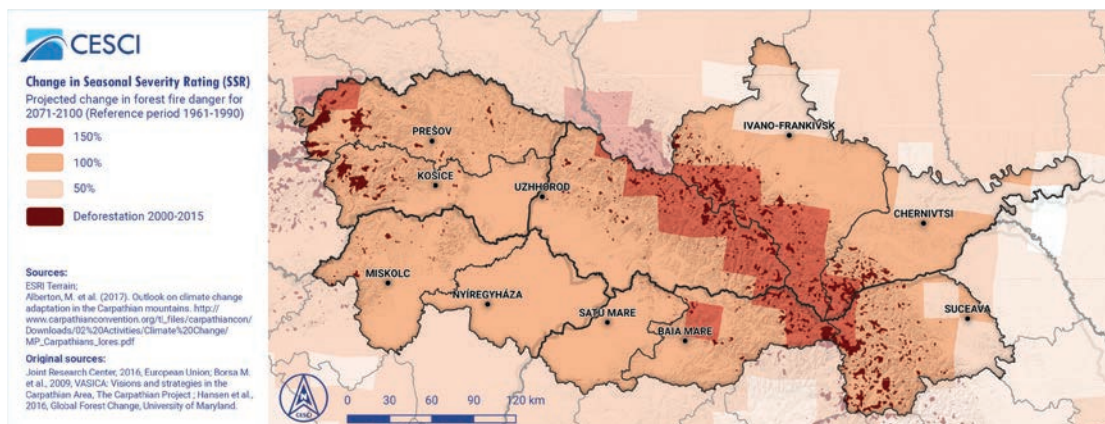 CESCI
Change in Seasonal Severity Rating (SSR)
Projected change in forest fire danger for
2071-2100 (Reference period 1961-1990)
150%
100%
50%
Deforestation 2000-2015
Sources:
ESRI Terrain;
Alberton, M. et al. (2017). Outlook on climate change
adaptation in the Carpathian mountains. http://
www.carpathianconvention.org/tl_files/carpathiancon/
Downloads/02%20Activities/Climate%20Change/
MP_Carpathians_lores.pdf
Original sources:
Joint Research Center, 2016, European Union; Borsa M.
et al., 2009, VASICA: Visions and strategies in the
Carpathian Area, The Carpathian Project ; Hansen et al.,
2016, Global Forest Change, University of Maryland.
IVANO-FRANKIVSK
PREŠOV
KOŠICE
UZHHOROD
CHERNIVTSI
MISKOLC
NYÍREGYHÁZA
SATU MARE
SUCEAVA
BAIA MARE
CESCI
0 30 60 90 120 km